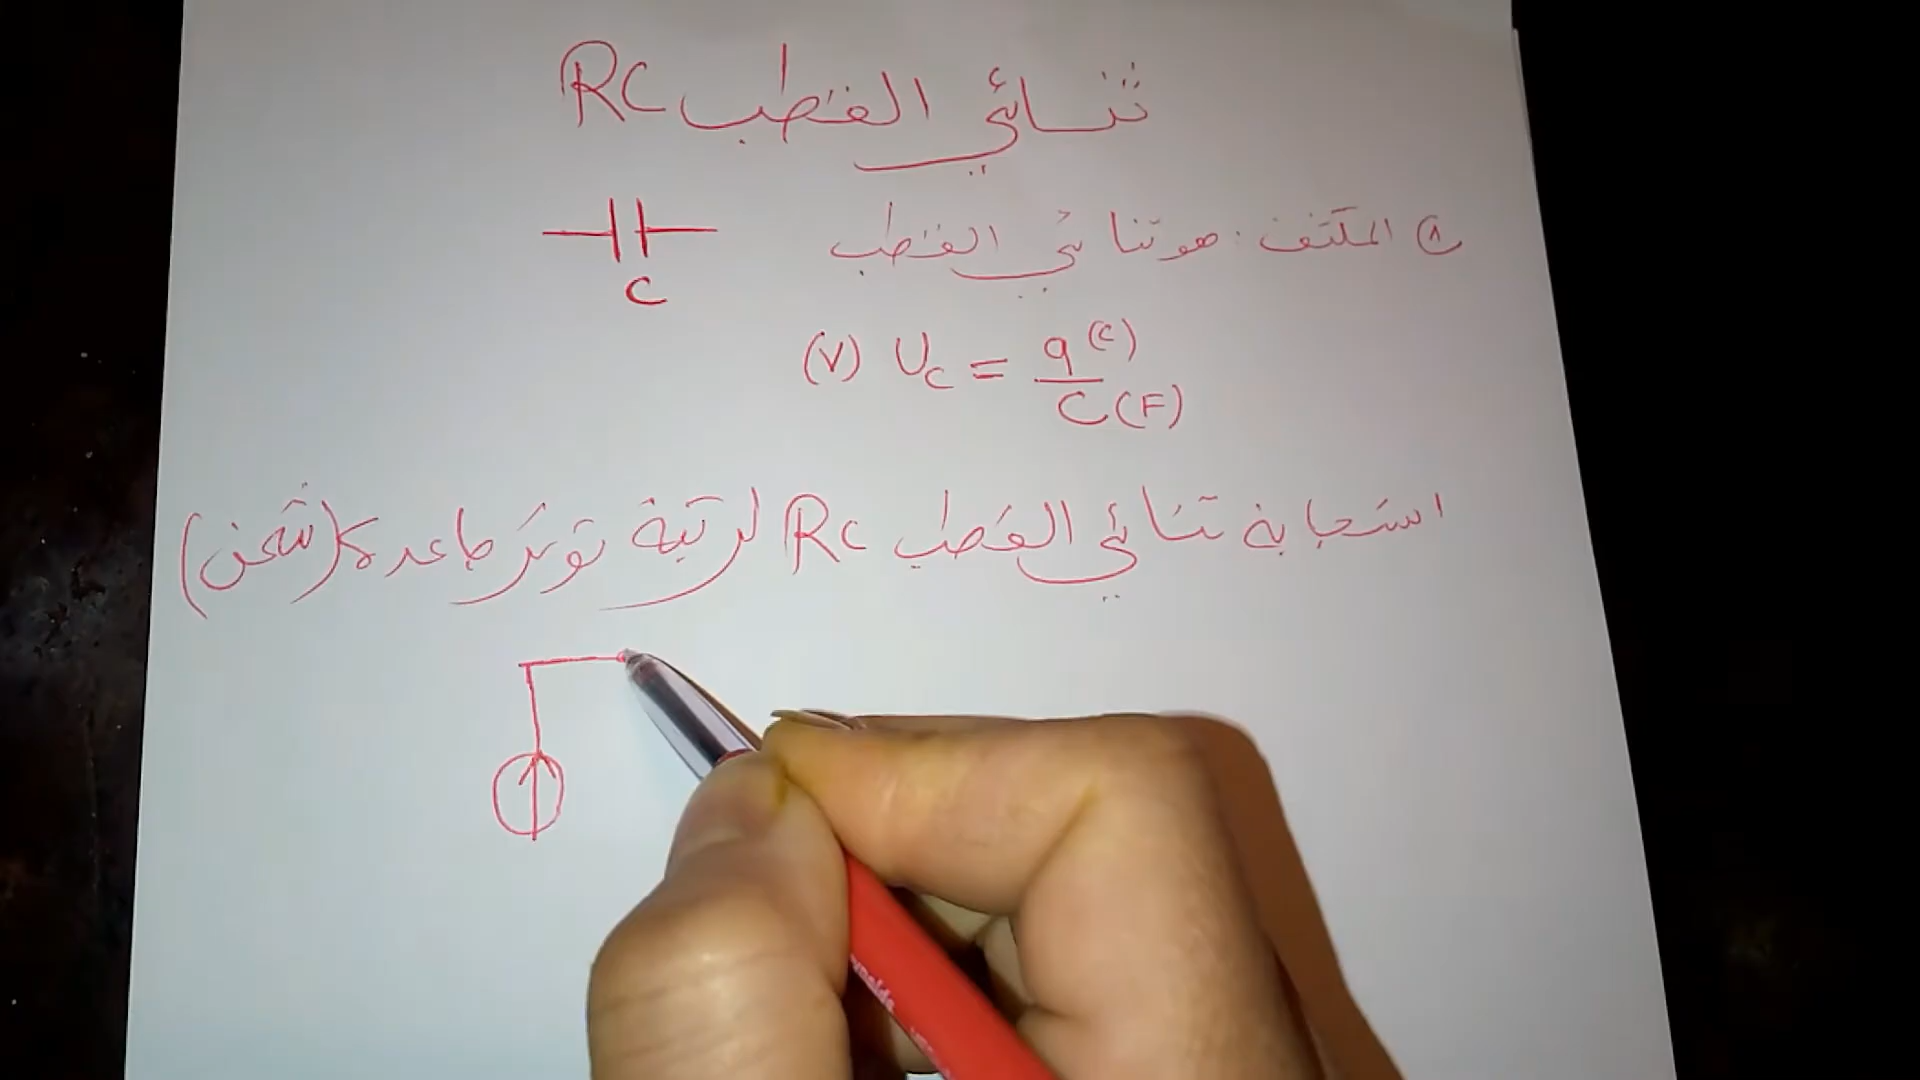 ثنائي القطب RC
① المكثف : هو ثنائي القطب
C
(V) Uc = q(C) / C(F)
استجابة ثنائي القطب RC لرتبة توتر صاعدة (شحن)